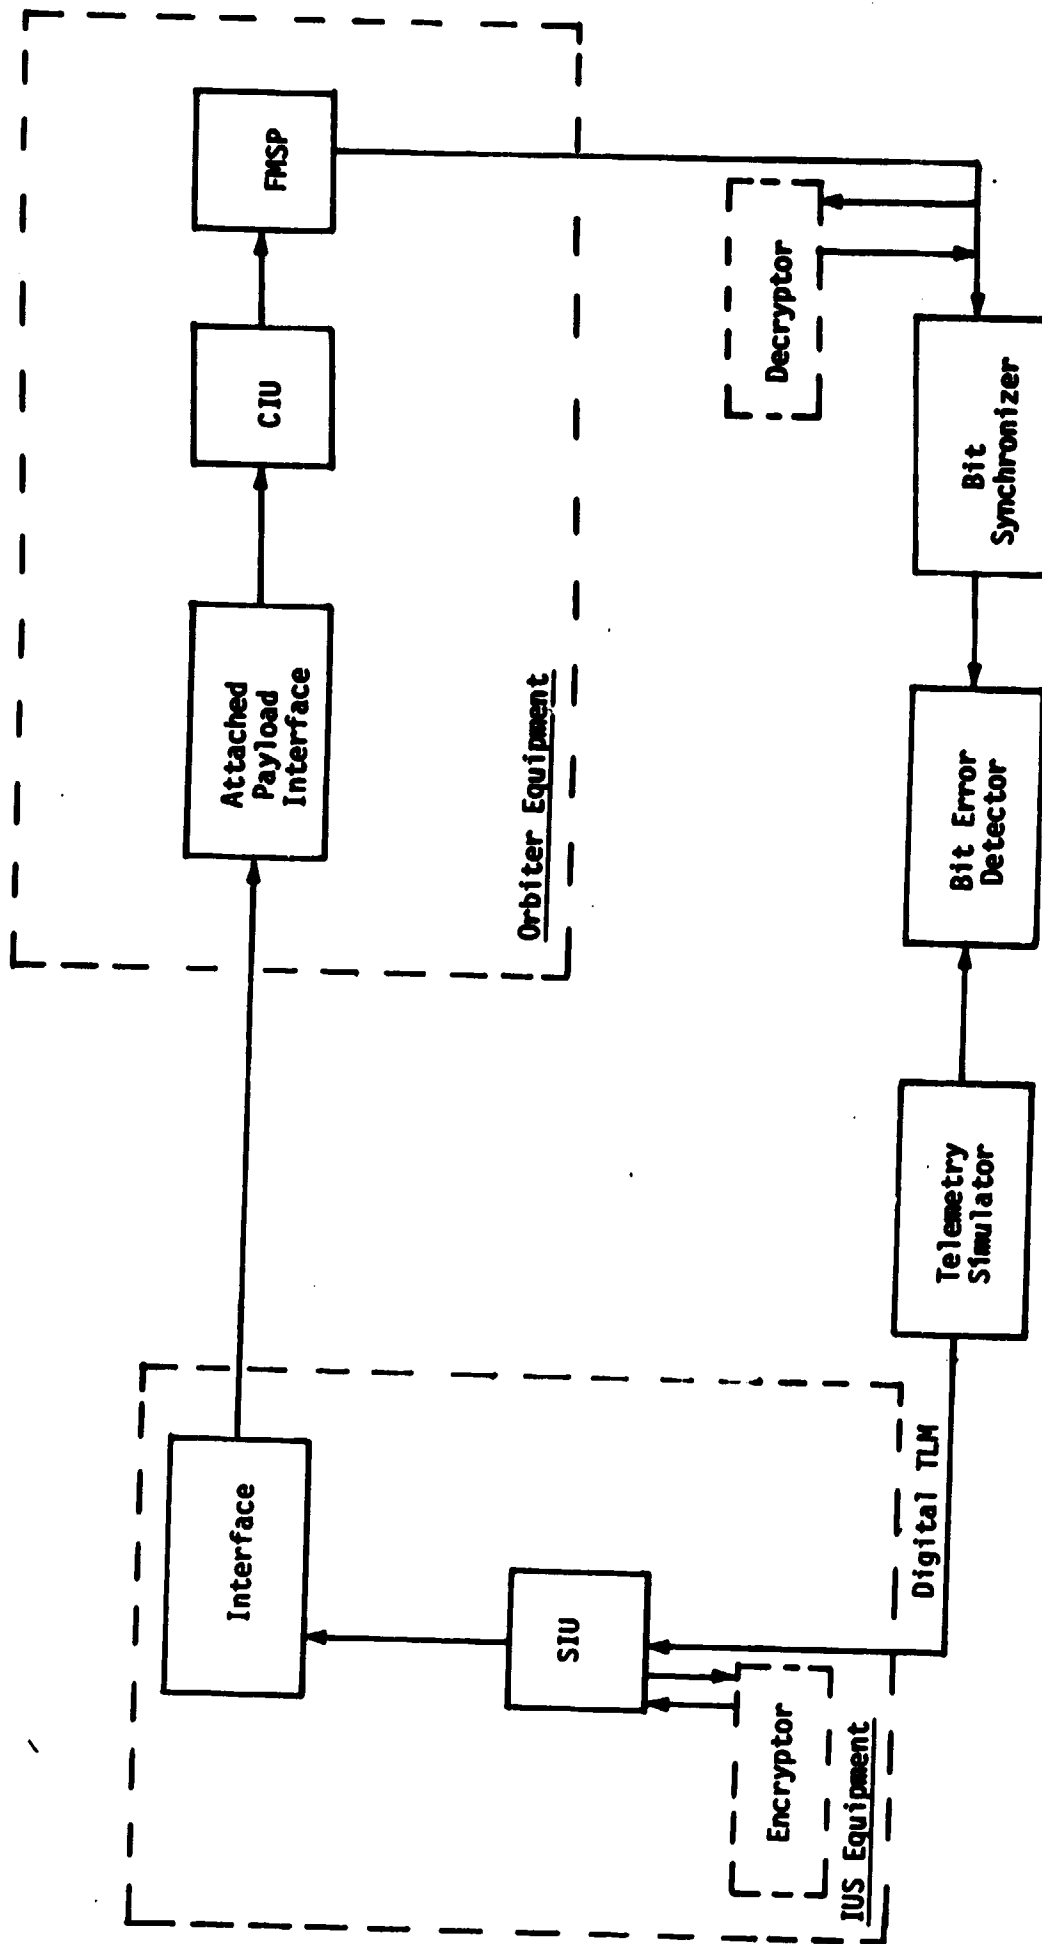 Interface
SIU
Encryptor
IUS Equipment
Digital TLM
Telemetry
Simulator
Attached
Payload
Interface
CIU
FMSP
Orbiter Equipment
Decryptor
Bit Error
Detector
Bit
Synchronizer